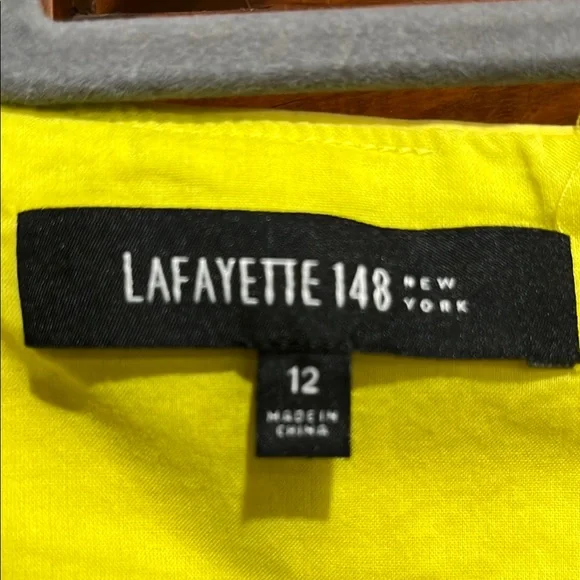 LAFAYETTE 148 NEW YORK
12
MADE IN
CHINA